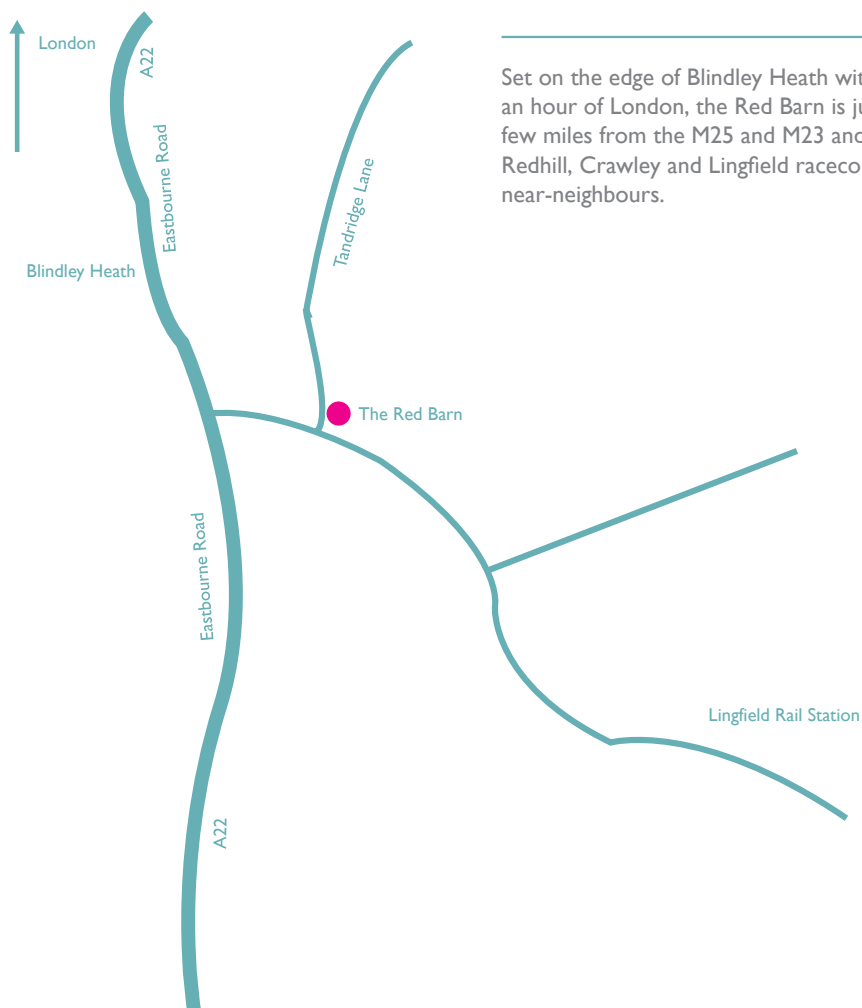 London
A22
Eastbourne Road
Blindley Heath
Tandridge Lane
Set on the edge of Blindley Heath wit
an hour of London, the Red Barn is ju
few miles from the M25 and M23 and
Redhill, Crawley and Lingfield raceco
near-neighbours.
The Red Barn
Eastbourne Road
Lingfield Rail Station
A22